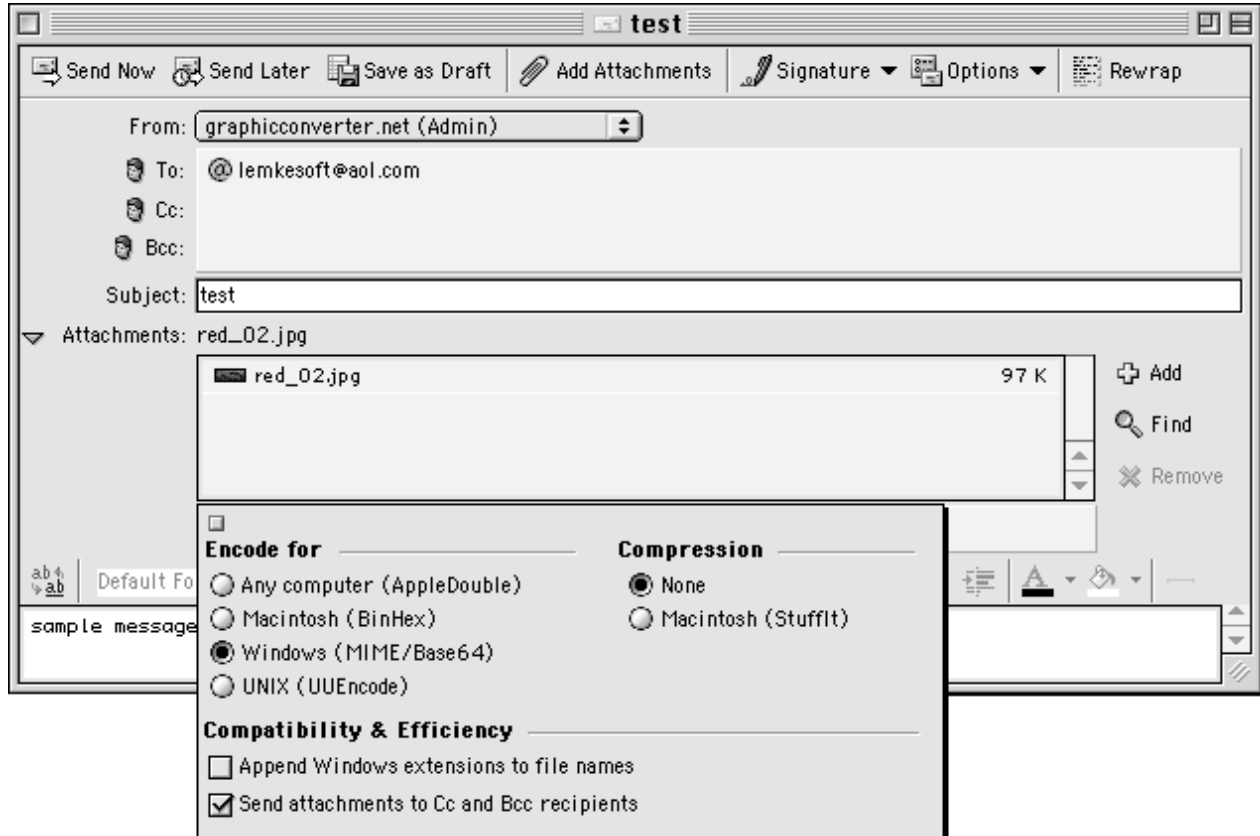 test
Send Now Send Later Save as Draft Add Attachments Signature Options Rewrap
From: graphicconverter.net (Admin)
To: @ lemkesoft@aol.com
Cc:
Bcc:
Subject: test
Attachments: red_02.jpg
red_02.jpg 97 K
Add
Find
Remove
Encode for
Any computer (AppleDouble)
Macintosh (BinHex)
Windows (MIME/Base64)
UNIX (UUEncode)
Compression
None
Macintosh (StuffIt)
ab ab Default Fo A
sample message
Compatibility & Efficiency
Append Windows extensions to file names
Send attachments to Cc and Bcc recipients